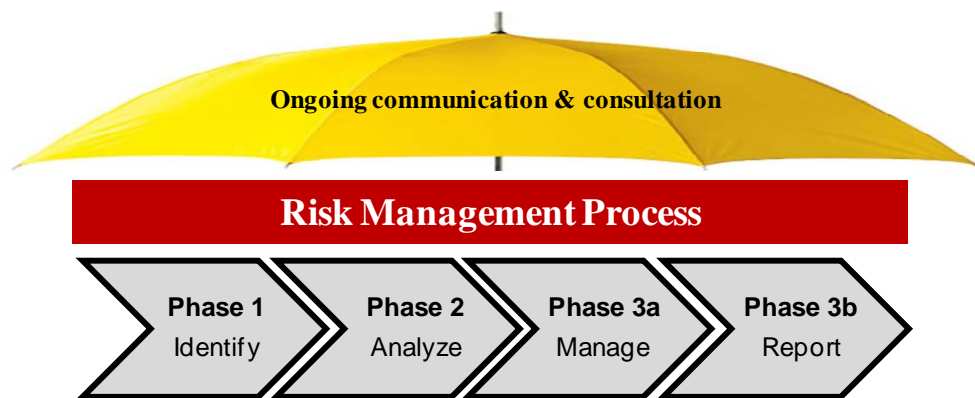 Ongoing communication & consultation
Risk Management Process
Phase 1
Identify
Phase 2
Analyze
Phase 3a
Manage
Phase 3b
Report